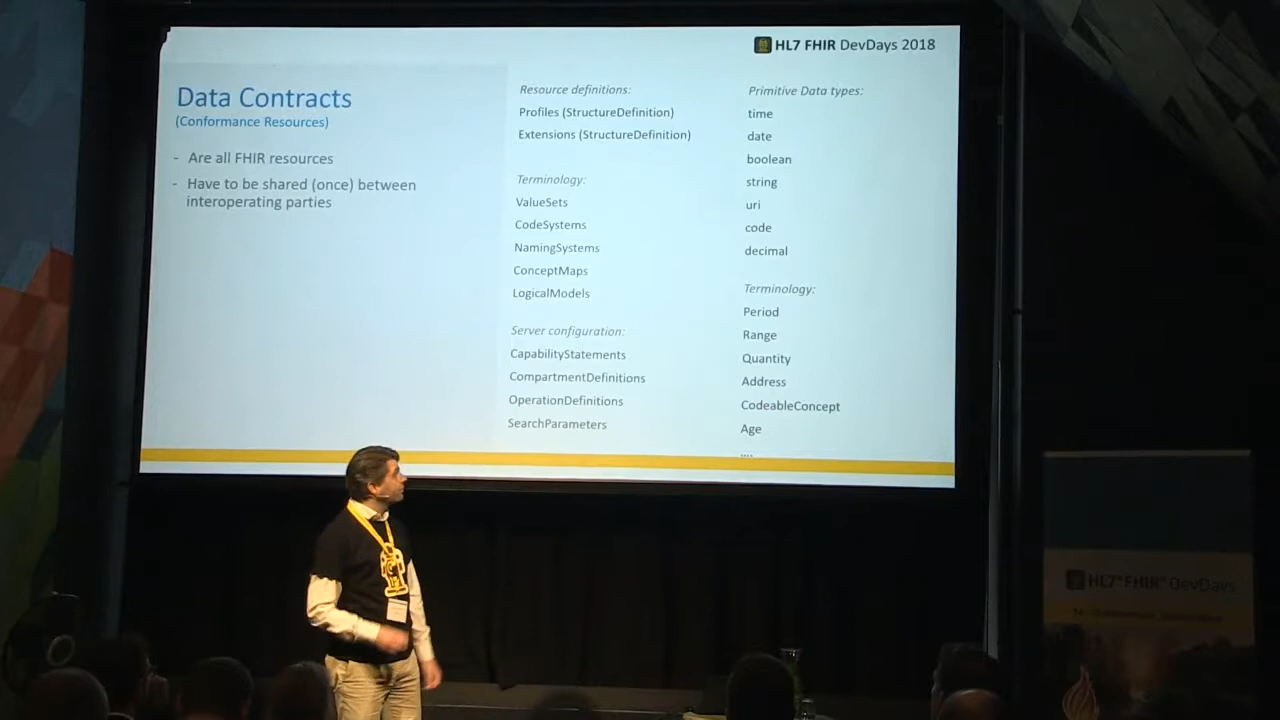 HL7 FHIR DevDays 2018
Data Contracts
(Conformance Resources)
- Are all FHIR resources
- Have to be shared (once) between
interoperating parties
Resource definitions:
Profiles (StructureDefinition)
Extensions (StructureDefinition)
Terminology:
ValueSets
CodeSystems
NamingSystems
ConceptMaps
LogicalModels
Server configuration:
CapabilityStatements
CompartmentDefinitions
OperationDefinitions
SearchParameters
Primitive Data types:
time
date
boolean
string
uri
code
decimal
Terminology:
Period
Range
Quantity
Address
CodeableConcept
Age
....
HL7® FHIR® DevDays